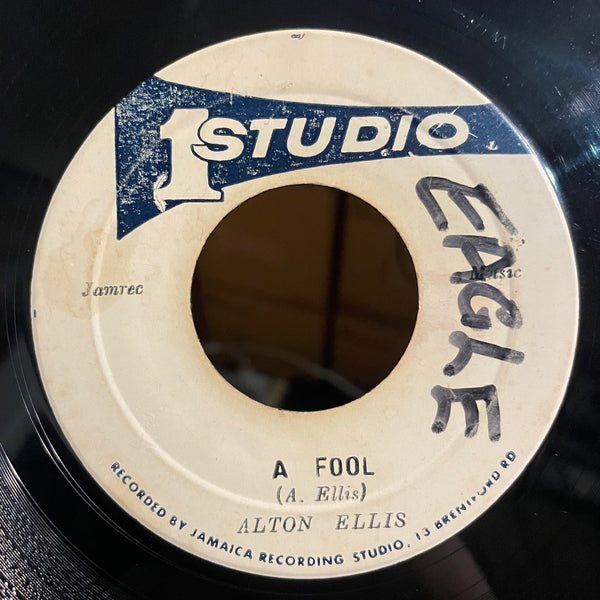 1 STUDIO
EAGLE
Jamrec
Music
A FOOL
(A. Ellis)
ALTON ELLIS
RECORDED BY JAMAICA RECORDING STUDIO, 13 BRENTFORD RD